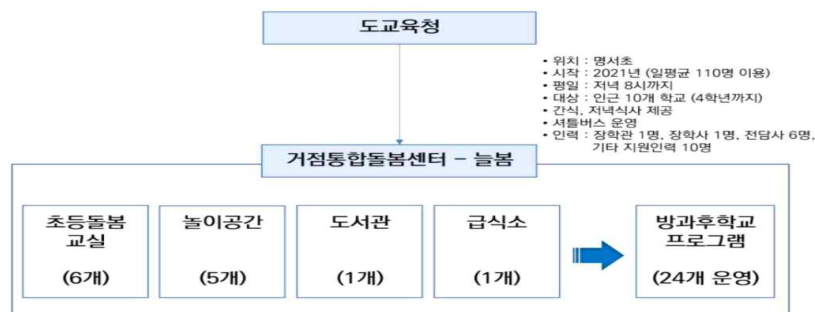 도교육청
• 위치 : 명서초
• 시작 : 2021년 (일평균 110명 이용)
• 평일 : 저녁 8시까지
• 대상 : 인근 10개 학교 (4학년까지)
• 간식, 저녁식사 제공
• 셔틀버스 운영
• 인력 : 장학관 1명, 장학사 1명, 전담사 6명,
기타 지원인력 10명
거점통합돌봄센터 – 늘봄
초등돌봄
교실
(6개)
놀이공간
(5개)
도서관
(1개)
급식소
(1개)
방과후학교
프로그램
(24개 운영)